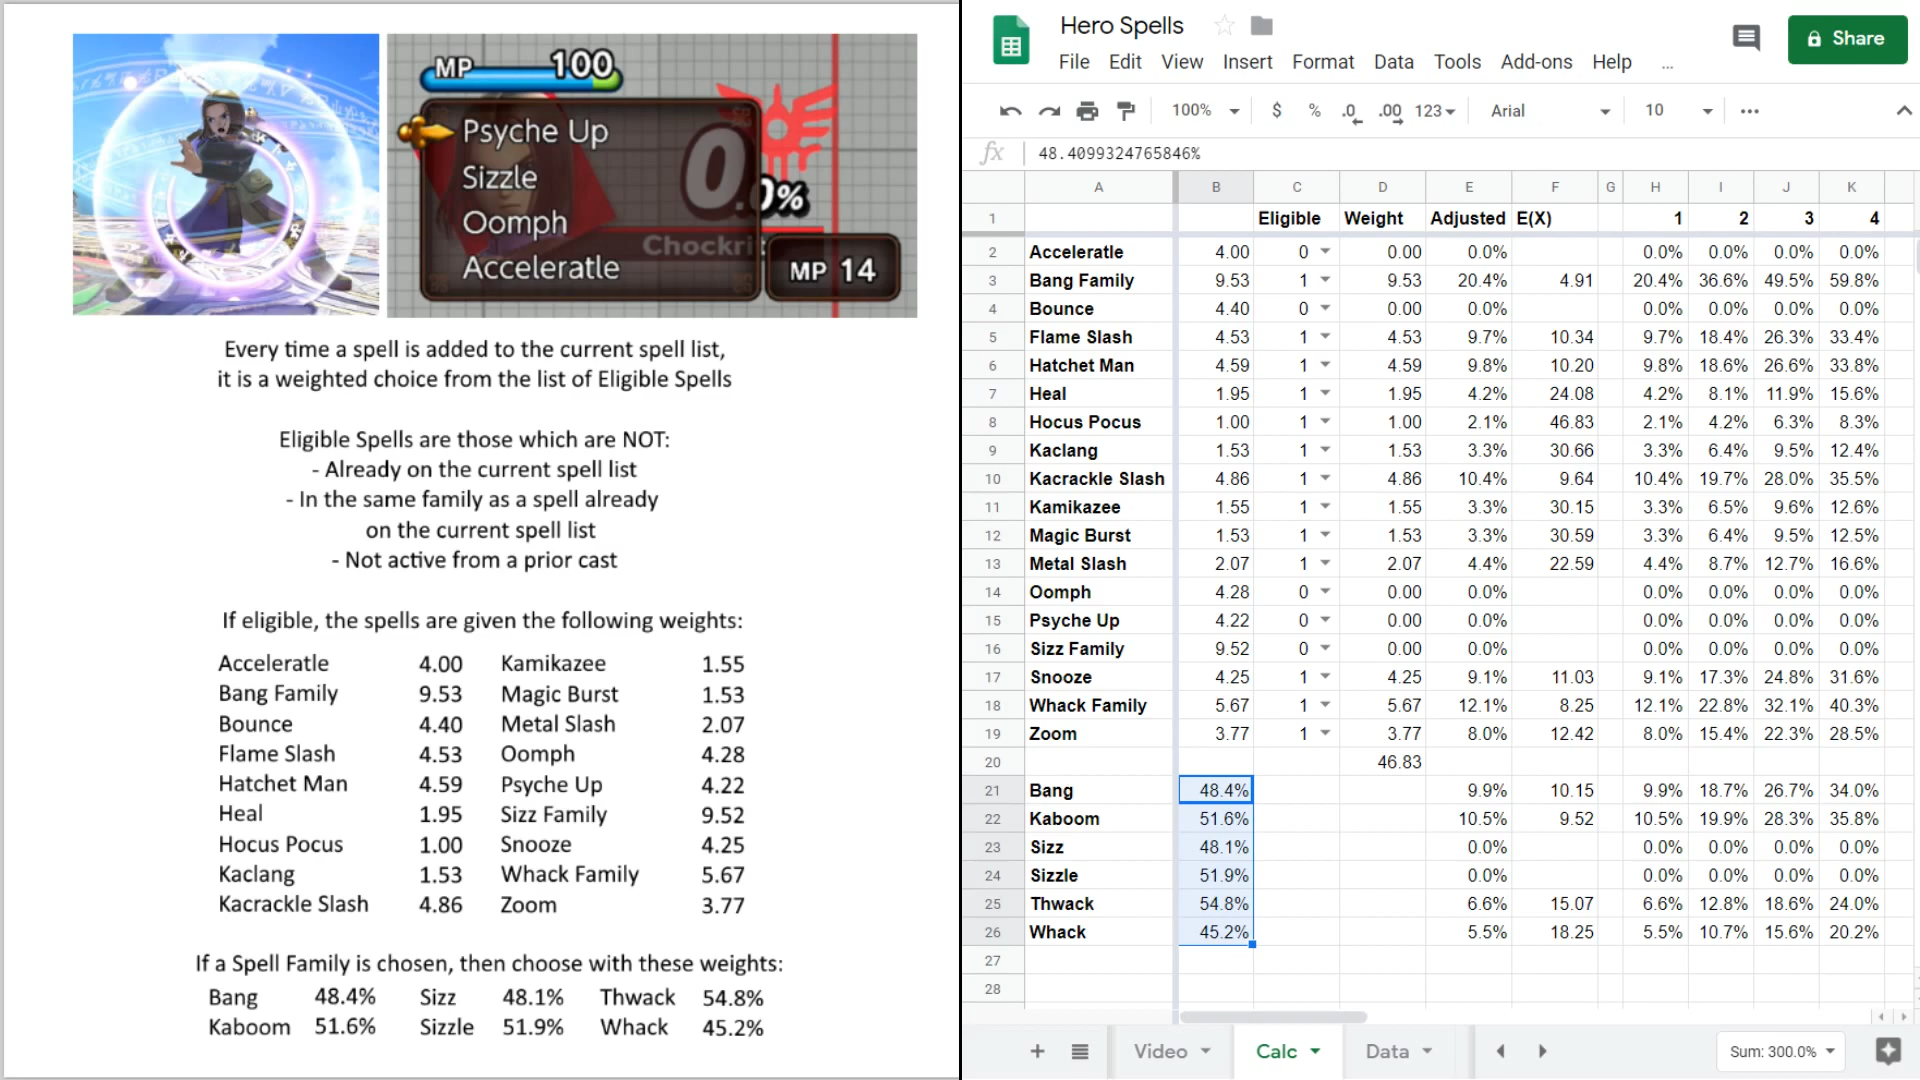 MP 100
Psyche Up
Sizzle
Oomph
Acceleratle
0.0%
MP 14
Every time a spell is added to the current spell list,
it is a weighted choice from the list of Eligible Spells
Eligible Spells are those which are NOT:
- Already on the current spell list
- In the same family as a spell already
on the current spell list
- Not active from a prior cast
If eligible, the spells are given the following weights:
Acceleratle 4.00 Kamikazee 1.55
Bang Family 9.53 Magic Burst 1.53
Bounce 4.40 Metal Slash 2.07
Flame Slash 4.53 Oomph 4.28
Hatchet Man 4.59 Psyche Up 4.22
Heal 1.95 Sizz Family 9.52
Hocus Pocus 1.00 Snooze 4.25
Kaclang 1.53 Whack Family 5.67
Kacrackle Slash 4.86 Zoom 3.77
If a Spell Family is chosen, then choose with these weights:
Bang 48.4% Sizz 48.1% Thwack 54.8%
Kaboom 51.6% Sizzle 51.9% Whack 45.2%
Hero Spells
Share
File Edit View Insert Format Data Tools Add-ons Help ...
100% $ % .0 .00 123 Arial 10 ...
fx 48.4099324765846%
A B C D E F G H I J K
1 Eligible Weight Adjusted E(X) 1 2 3 4
2 Acceleratle 4.00 0 0.00 0.0% 0.0% 0.0% 0.0% 0.0%
3 Bang Family 9.53 1 9.53 20.4% 4.91 20.4% 36.6% 49.5% 59.8%
4 Bounce 4.40 0 0.00 0.0% 0.0% 0.0% 0.0% 0.0%
5 Flame Slash 4.53 1 4.53 9.7% 10.34 9.7% 18.4% 26.3% 33.4%
6 Hatchet Man 4.59 1 4.59 9.8% 10.20 9.8% 18.6% 26.6% 33.8%
7 Heal 1.95 1 1.95 4.2% 24.08 4.2% 8.1% 11.9% 15.6%
8 Hocus Pocus 1.00 1 1.00 2.1% 46.83 2.1% 4.2% 6.3% 8.3%
9 Kaclang 1.53 1 1.53 3.3% 30.66 3.3% 6.4% 9.5% 12.4%
10 Kacrackle Slash 4.86 1 4.86 10.4% 9.64 10.4% 19.7% 28.0% 35.5%
11 Kamikazee 1.55 1 1.55 3.3% 30.15 3.3% 6.5% 9.6% 12.6%
12 Magic Burst 1.53 1 1.53 3.3% 30.59 3.3% 6.4% 9.5% 12.5%
13 Metal Slash 2.07 1 2.07 4.4% 22.59 4.4% 8.7% 12.7% 16.6%
14 Oomph 4.28 0 0.00 0.0% 0.0% 0.0% 0.0% 0.0%
15 Psyche Up 4.22 0 0.00 0.0% 0.0% 0.0% 0.0% 0.0%
16 Sizz Family 9.52 0 0.00 0.0% 0.0% 0.0% 0.0% 0.0%
17 Snooze 4.25 1 4.25 9.1% 11.03 9.1% 17.3% 24.8% 31.6%
18 Whack Family 5.67 1 5.67 12.1% 8.25 12.1% 22.8% 32.1% 40.3%
19 Zoom 3.77 1 3.77 8.0% 12.42 8.0% 15.4% 22.3% 28.5%
20 46.83
21 Bang 48.4% 9.9% 10.15 9.9% 18.7% 26.7% 34.0%
22 Kaboom 51.6% 10.5% 9.52 10.5% 19.9% 28.3% 35.8%
23 Sizz 48.1% 0.0% 0.0% 0.0% 0.0% 0.0%
24 Sizzle 51.9% 0.0% 0.0% 0.0% 0.0% 0.0%
25 Thwack 54.8% 6.6% 15.07 6.6% 12.8% 18.6% 24.0%
26 Whack 45.2% 5.5% 18.25 5.5% 10.7% 15.6% 20.2%
27
28
+ Video Calc Data Sum: 300.0%